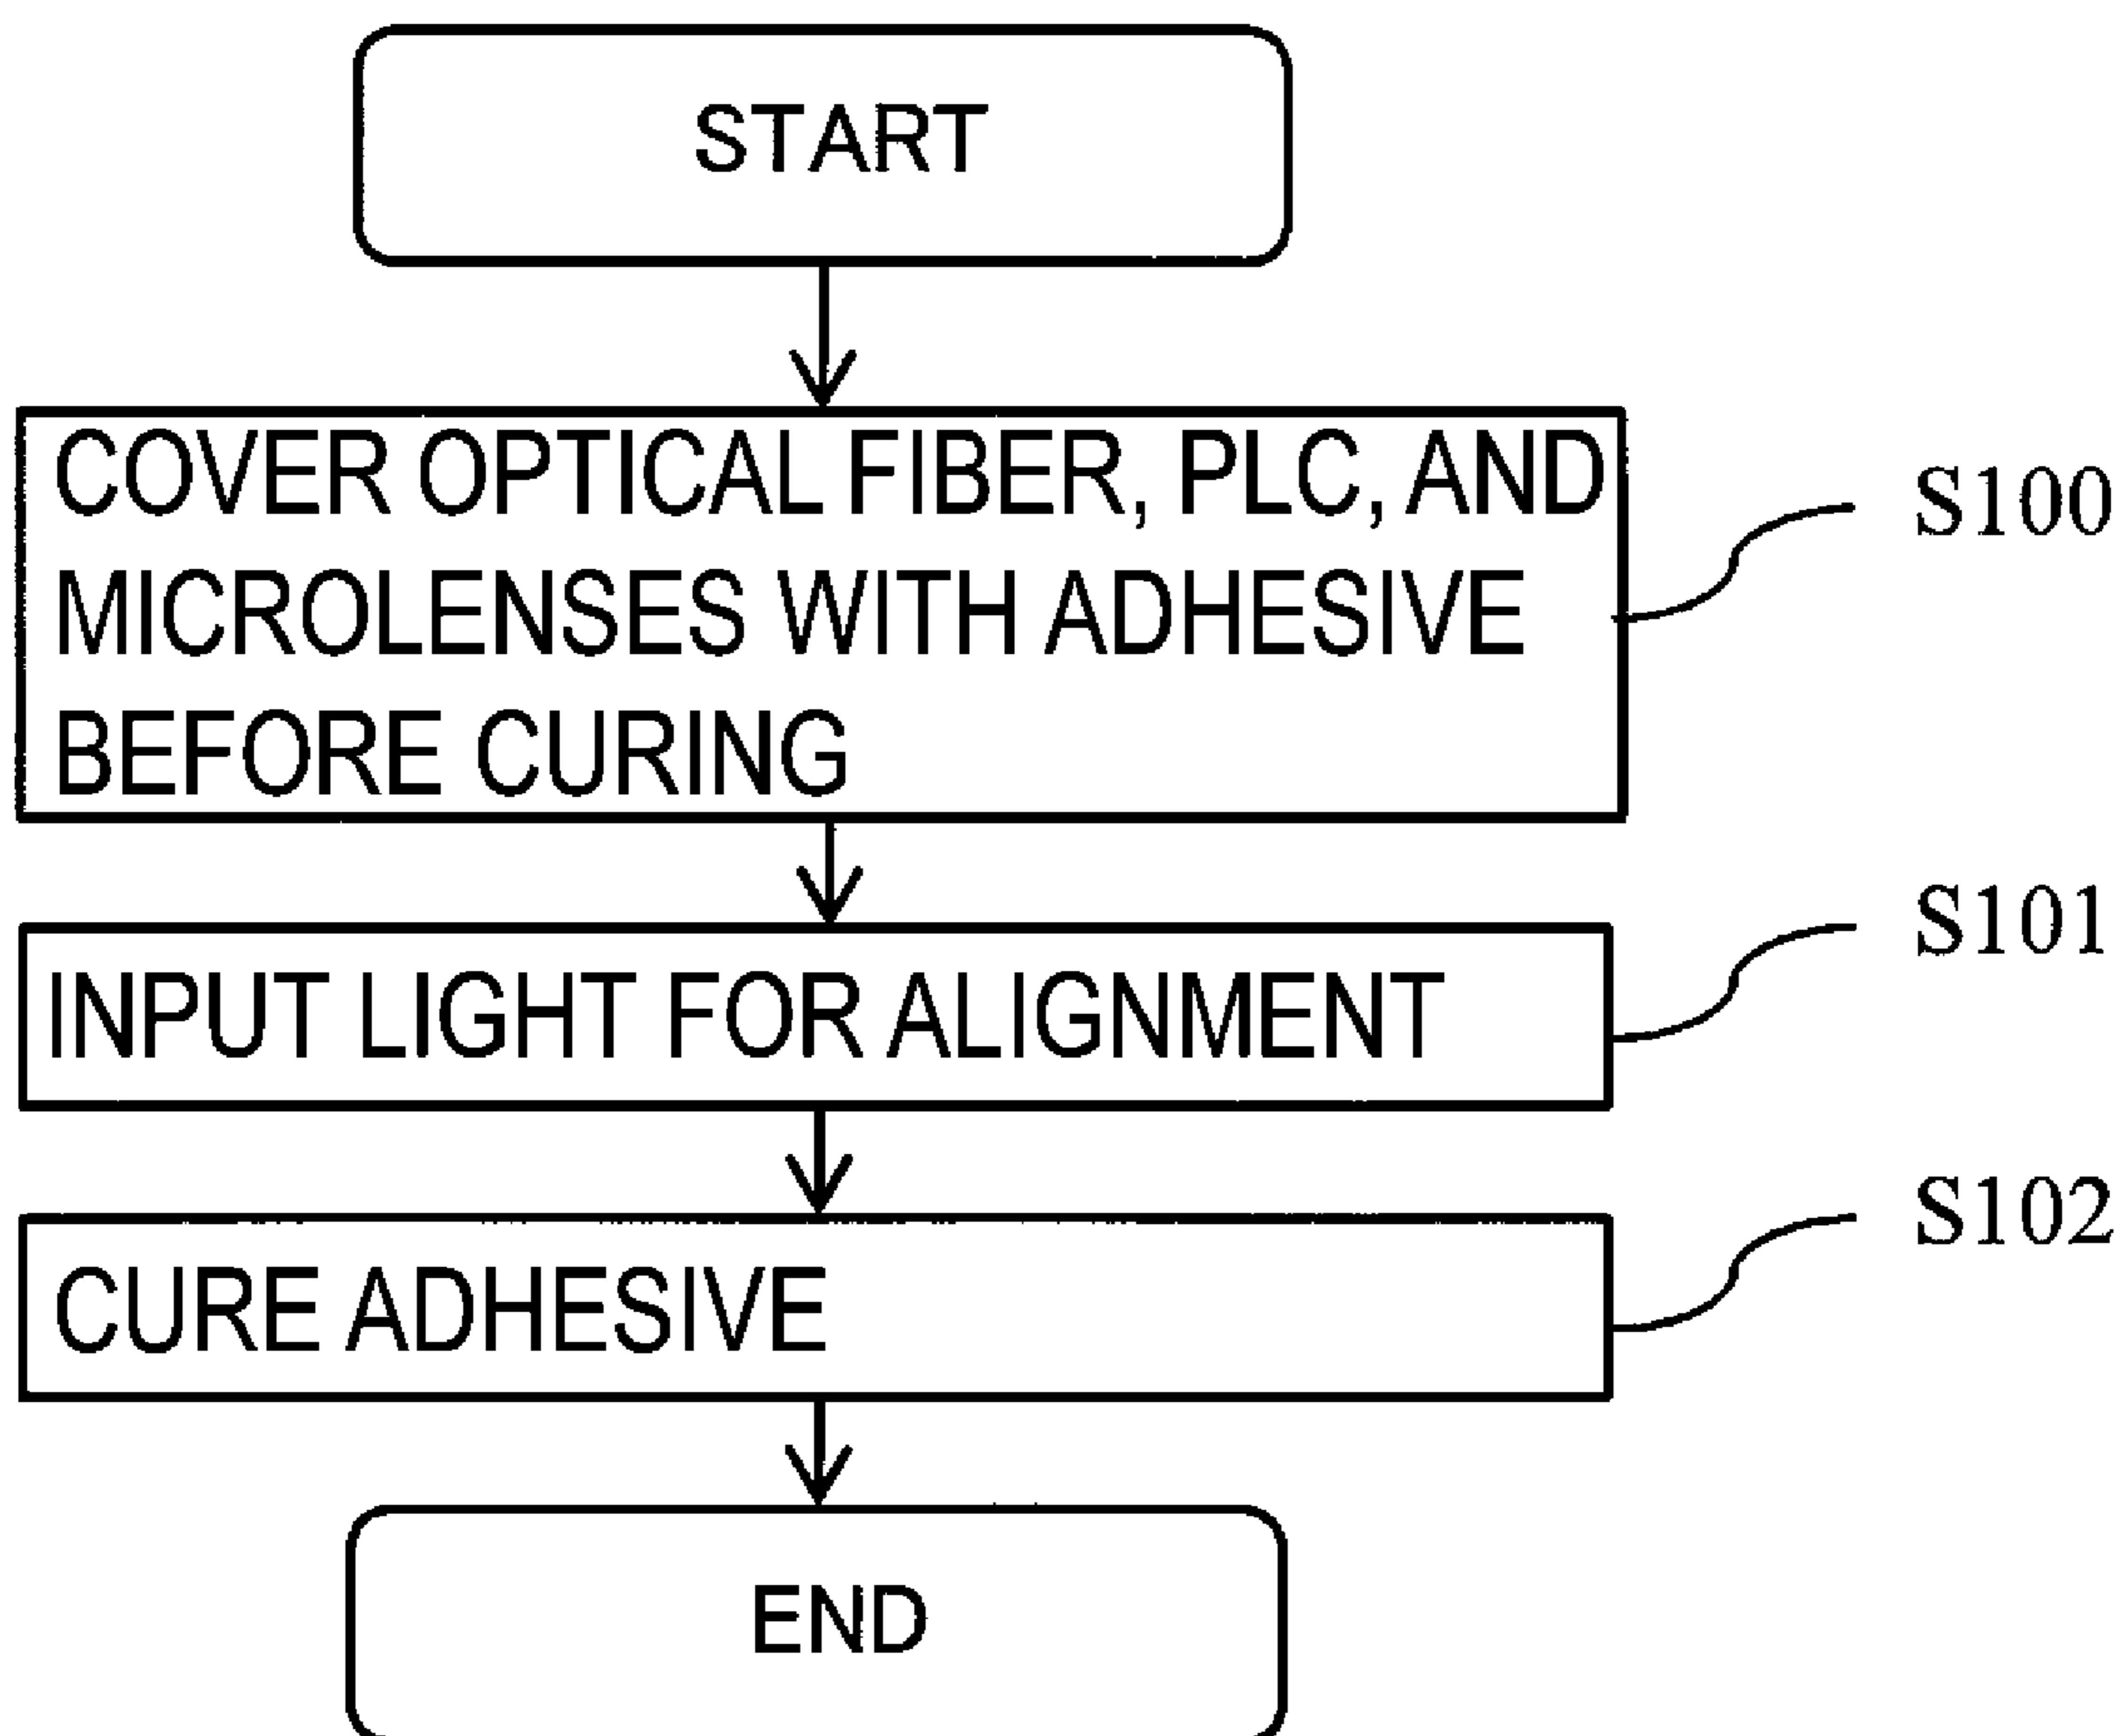 START
COVER OPTICAL FIBER, PLC, AND
MICROLENSES WITH ADHESIVE
BEFORE CURING
S100
INPUT LIGHT FOR ALIGNMENT
S101
CURE ADHESIVE
S102
END